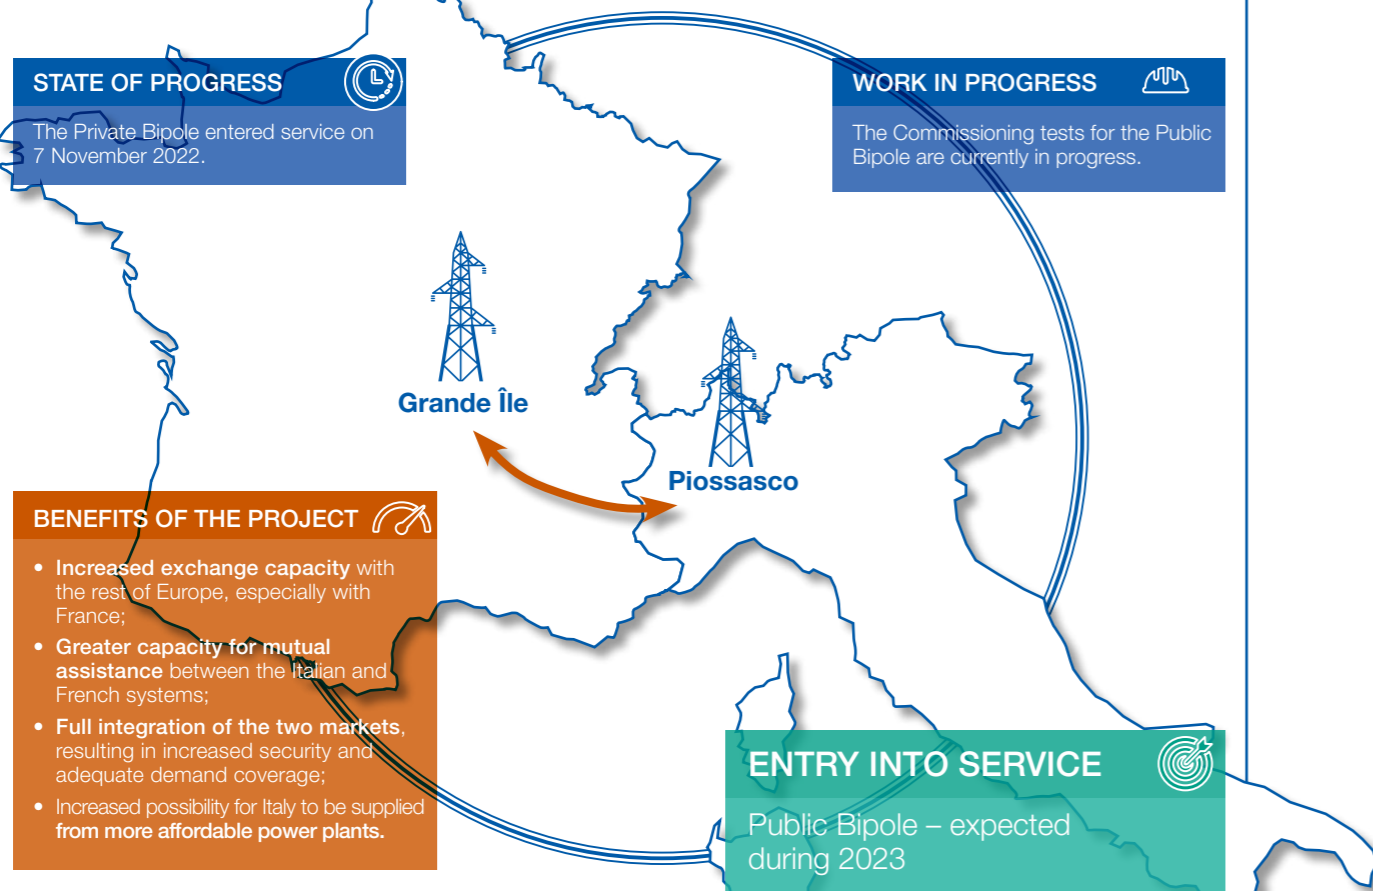 STATE OF PROGRESS
The Private Bipole entered service on
7 November 2022.
WORK IN PROGRESS
The Commissioning tests for the Public
Bipole are currently in progress.
Grande Île
Piossasco
BENEFITS OF THE PROJECT
• Increased exchange capacity with
the rest of Europe, especially with
France;
• Greater capacity for mutual
assistance between the Italian and
French systems;
• Full integration of the two markets,
resulting in increased security and
adequate demand coverage;
• Increased possibility for Italy to be supplied
from more affordable power plants.
ENTRY INTO SERVICE
Public Bipole – expected
during 2023